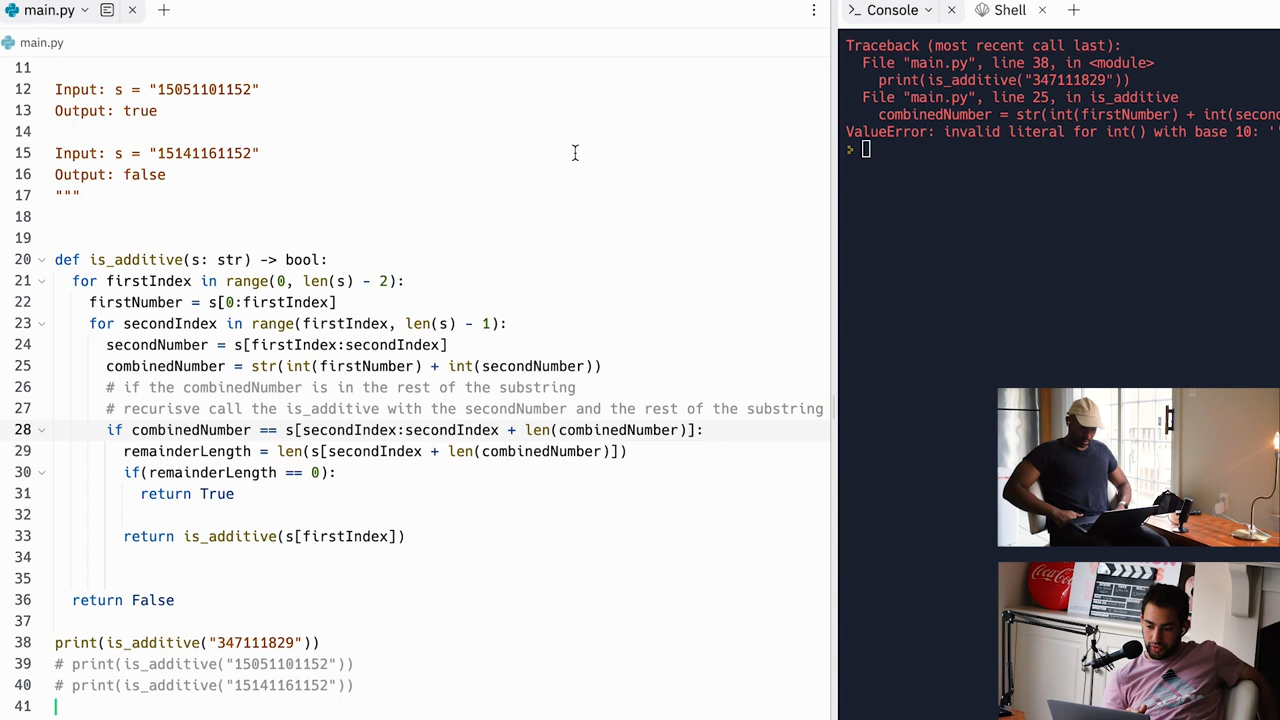 main.py
Console
Shell
main.py
11
12 Input: s = "15051101152"
13 Output: true
14
15 Input: s = "15141161152"
16 Output: false
17 """
18
19
20 def is_additive(s: str) -> bool:
21 for firstIndex in range(0, len(s) - 2):
22 firstNumber = s[0:firstIndex]
23 for secondIndex in range(firstIndex, len(s) - 1):
24 secondNumber = s[firstIndex:secondIndex]
25 combinedNumber = str(int(firstNumber) + int(secondNumber))
26 # if the combinedNumber is in the rest of the substring
27 # recurisve call the is_additive with the secondNumber and the rest of the substring
28 if combinedNumber == s[secondIndex:secondIndex + len(combinedNumber)]:
29 remainderLength = len(s[secondIndex + len(combinedNumber)])
30 if(remainderLength == 0):
31 return True
32
33 return is_additive(s[firstIndex])
34
35
36 return False
37
38 print(is_additive("347111829"))
39 # print(is_additive("15051101152"))
40 # print(is_additive("15141161152"))
41
Traceback (most recent call last):
File "main.py", line 38, in <module>
print(is_additive("347111829"))
File "main.py", line 25, in is_additive
combinedNumber = str(int(firstNumber) + int(secon
ValueError: invalid literal for int() with base 10: '
Coca-Cola